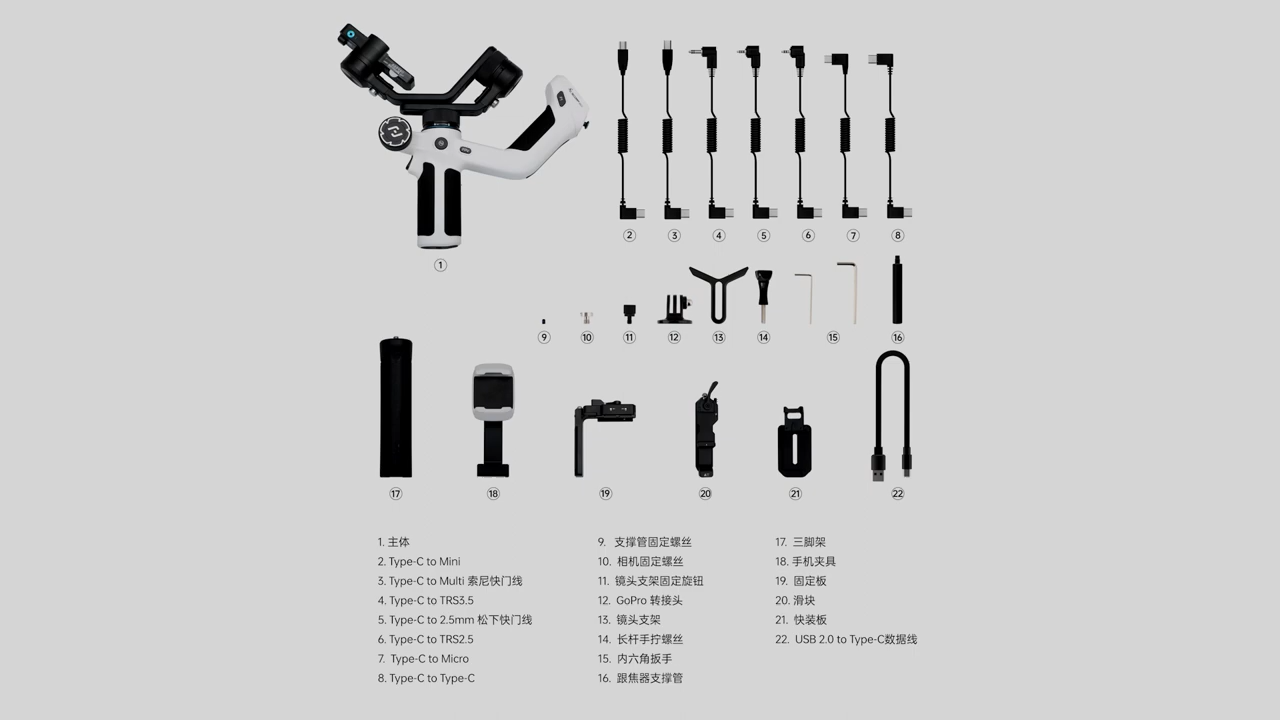 ①
②
③
④
⑤
⑥
⑦
⑧
⑨
⑩
⑪
⑫
⑬
⑭
⑮
⑯
⑰
⑱
⑲
⑳
㉑
㉒
1. 主体
2. Type-C to Mini
3. Type-C to Multi 索尼快门线
4. Type-C to TRS3.5
5. Type-C to 2.5mm 松下快门线
6. Type-C to TRS2.5
7. Type-C to Micro
8. Type-C to Type-C
9. 支撑管固定螺丝
10. 相机固定螺丝
11. 镜头支架固定旋钮
12. GoPro 转接头
13. 镜头支架
14. 长杆手拧螺丝
15. 内六角扳手
16. 跟焦器支撑管
17. 三脚架
18. 手机夹具
19. 固定板
20. 滑块
21. 快装板
22. USB 2.0 to Type-C数据线